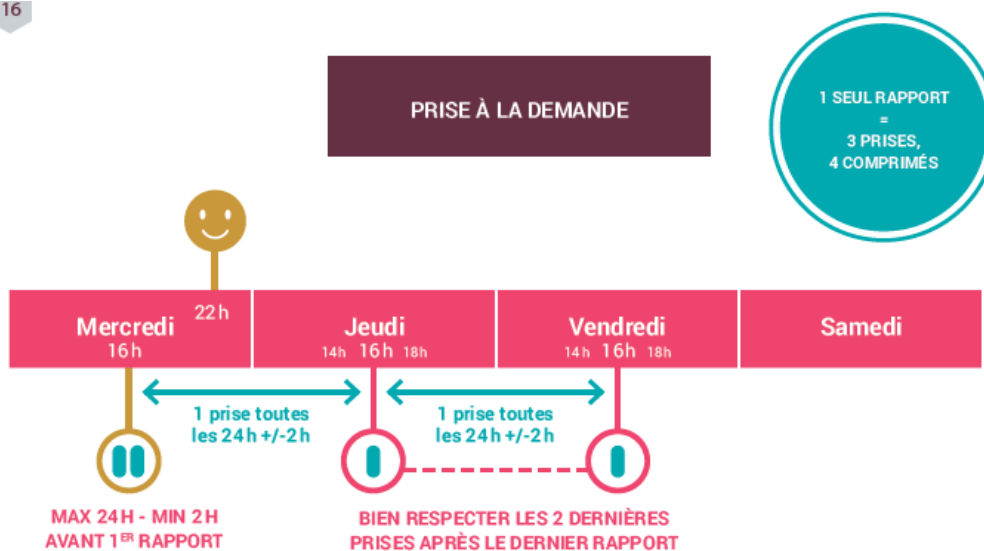 16
PRISE À LA DEMANDE
1 SEUL RAPPORT
=
3 PRISES,
4 COMPRIMÉS
22h
Mercredi
16h
Jeudi
14h 16h 18h
Vendredi
14h 16h 18h
Samedi
1 prise toutes
les 24h +/-2h
1 prise toutes
les 24h +/-2h
MAX 24H - MIN 2H
AVANT 1ER RAPPORT
BIEN RESPECTER LES 2 DERNIÈRES
PRISES APRÈS LE DERNIER RAPPORT